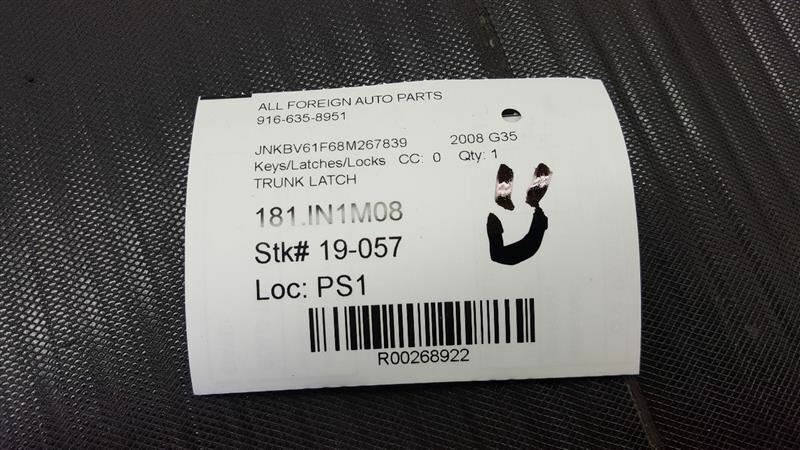 ALL FOREIGN AUTO PARTS
916-635-8951
JNKBV61F68M267839 2008 G35
Keys/Latches/Locks CC: 0 Qty: 1
TRUNK LATCH
181.IN1M08
Stk# 19-057
Loc: PS1
R00268922